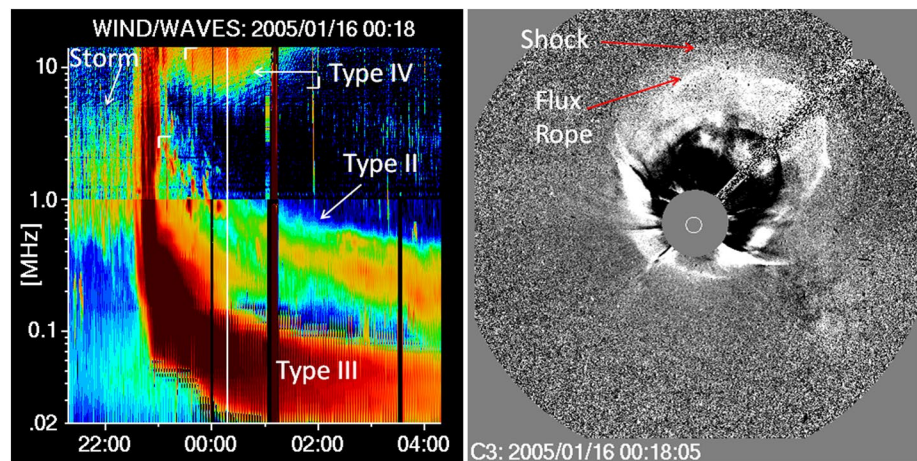 WIND/WAVES: 2005/01/16 00:18
Storm
Type IV
Type II
Type III
[MHz]
10
1.0
0.1
.02
22:00 00:00 02:00 04:00
Shock
Flux
Rope
C3: 2005/01/16 00:18:05